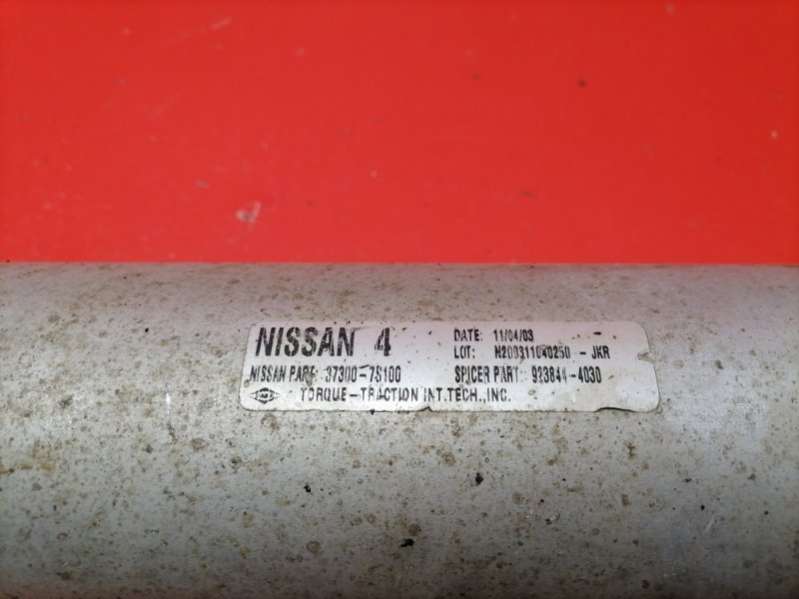 NISSAN 4
DATE: 11/04/03 -
LOT: N200311040250 - JKR
NISSAN PART: 37300-7S100
SPICER PART: 923844-4030
TORQUE-TRACTION INT.TECH.,INC.